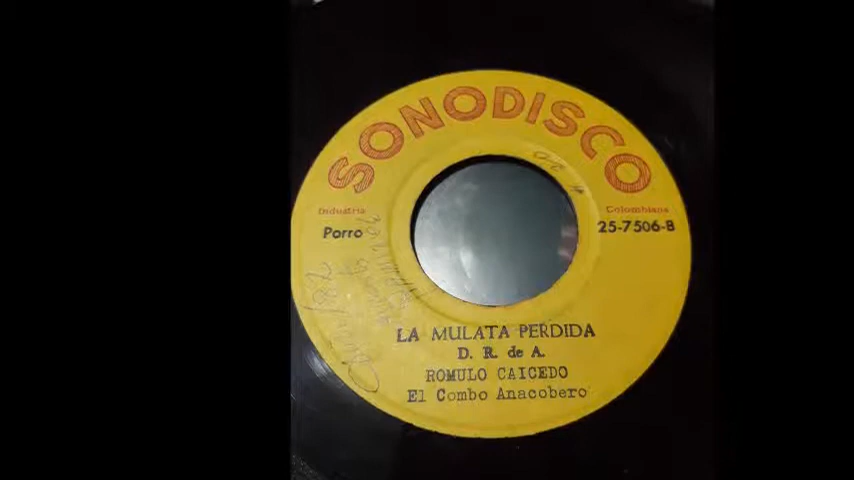 SONODISCO
Industria Colombiana
Porro 25-7506-B
LA MULATA PERDIDA
D. R. de A.
ROMULO CAICEDO
El Combo Anacobero